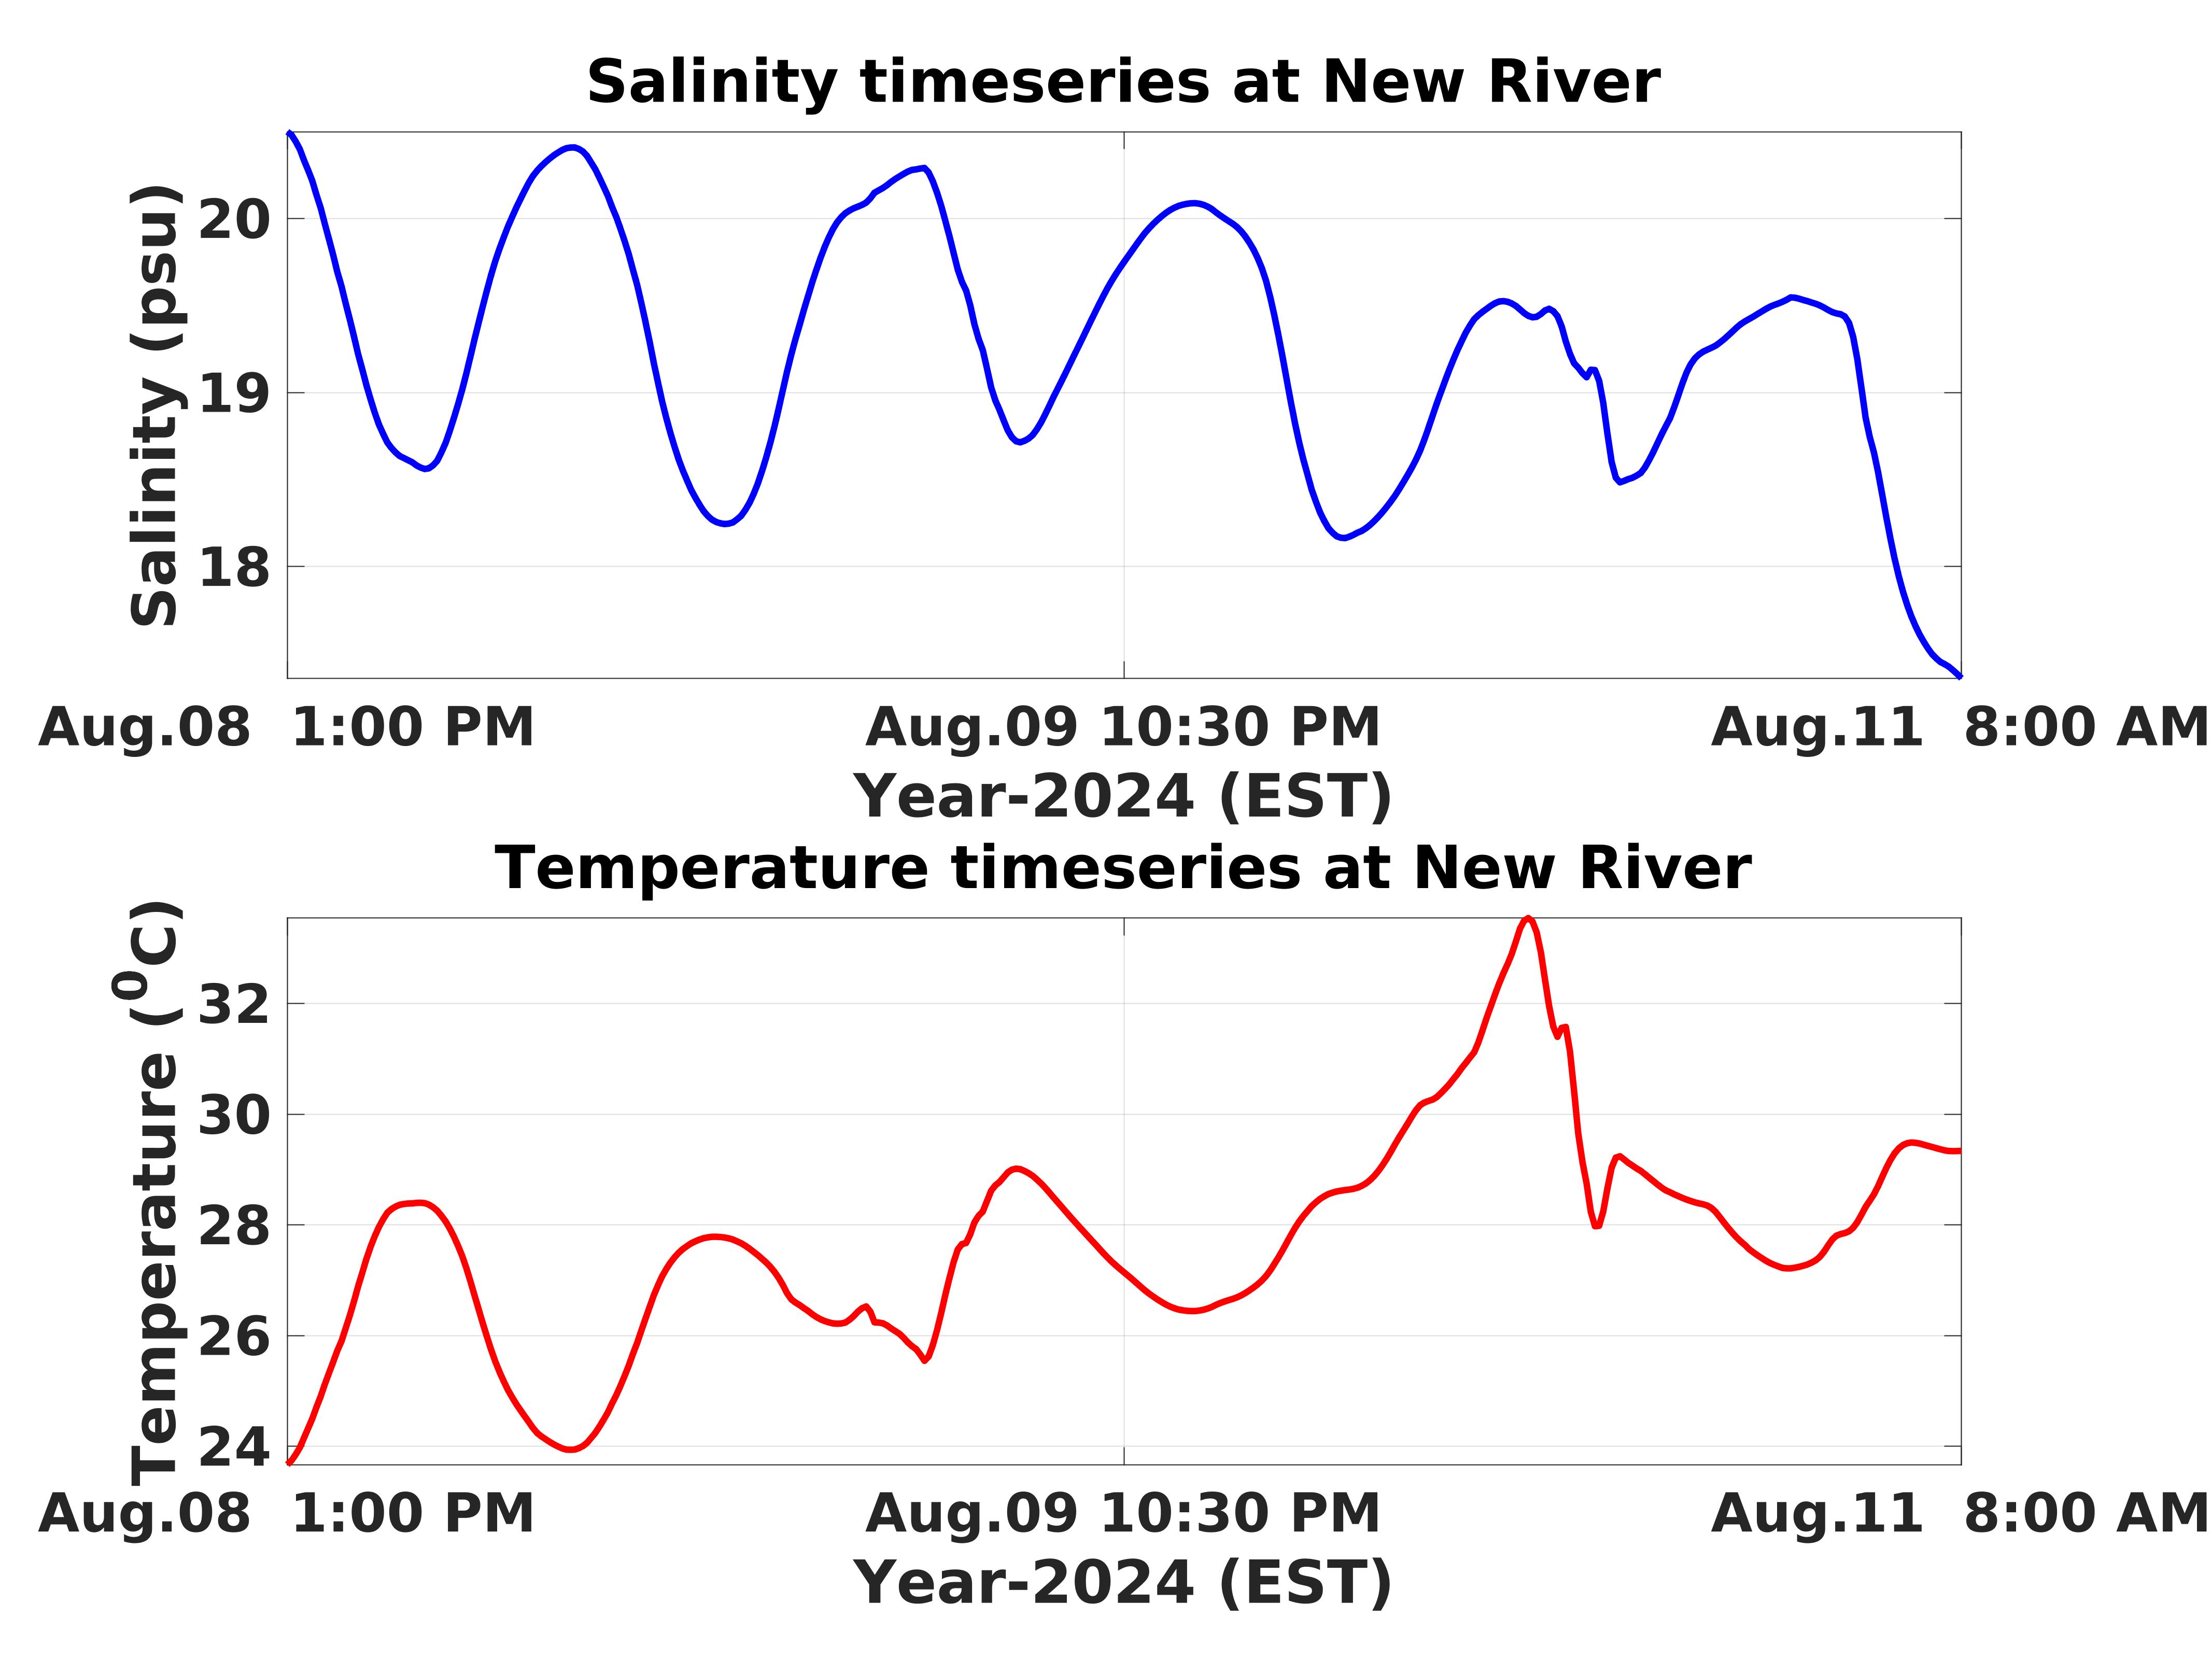 Salinity timeseries at New River
Salinity (psu)
20
19
18
Aug.08  1:00 PM
Aug.09 10:30 PM
Aug.11  8:00 AM
Year-2024 (EST)
Temperature timeseries at New River
Temperature (⁰C)
32
30
28
26
24
Aug.08  1:00 PM
Aug.09 10:30 PM
Aug.11  8:00 AM
Year-2024 (EST)